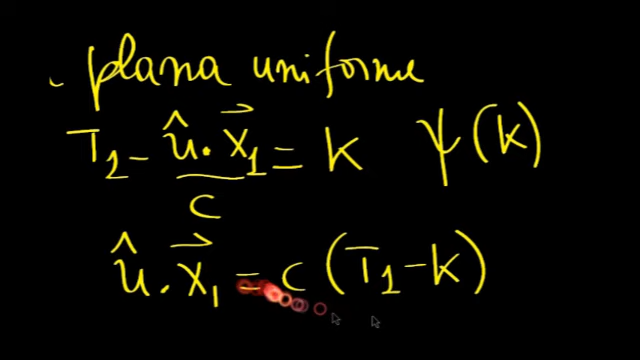 . plana uniforme
T₂ - û · x⃗₁ / c = k ψ(k)
û · x⃗₁ = c (T₁ - k)